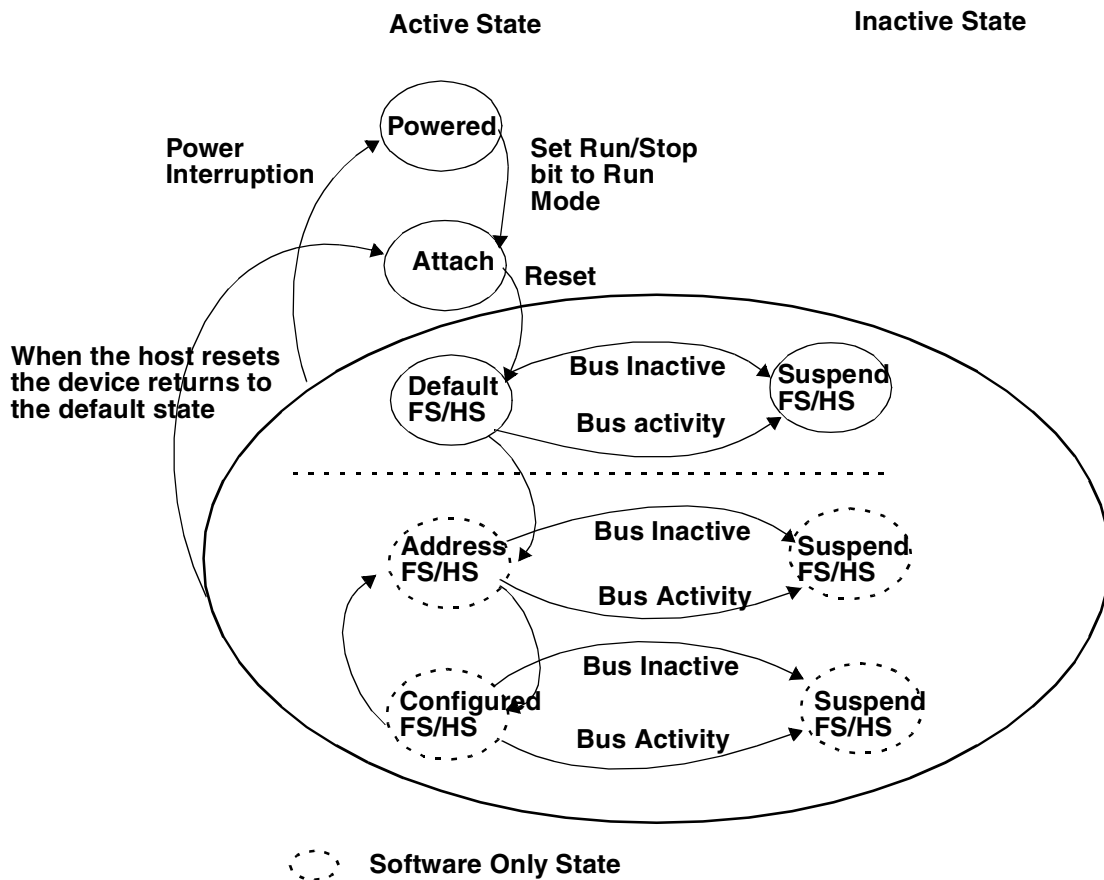 Active State
Inactive State
Powered
Power
Interruption
Set Run/Stop
bit to Run
Mode
Attach
Reset
When the host resets
the device returns to
the default state
Default
FS/HS
Bus Inactive
Suspend
FS/HS
Bus activity
Address
FS/HS
Bus Inactive
Suspend
FS/HS
Bus Activity
Configured
FS/HS
Bus Inactive
Suspend
FS/HS
Bus Activity
Software Only State